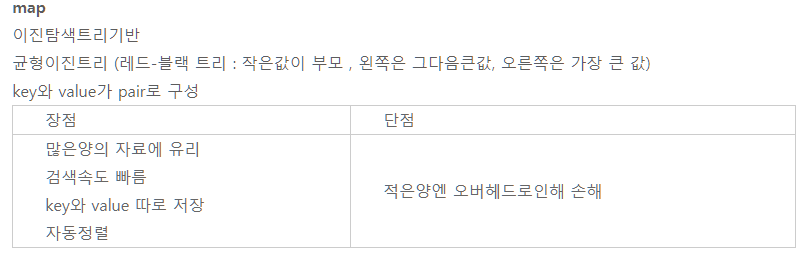 map
이진탐색트리기반
균형이진트리 (레드-블랙 트리 : 작은값이 부모 , 왼쪽은 그다음큰값, 오른쪽은 가장 큰 값)
key와 value가 pair로 구성
장점 단점
많은양의 자료에 유리
검색속도 빠름
적은양엔 오버헤드로인해 손해
key와 value 따로 저장
자동정렬